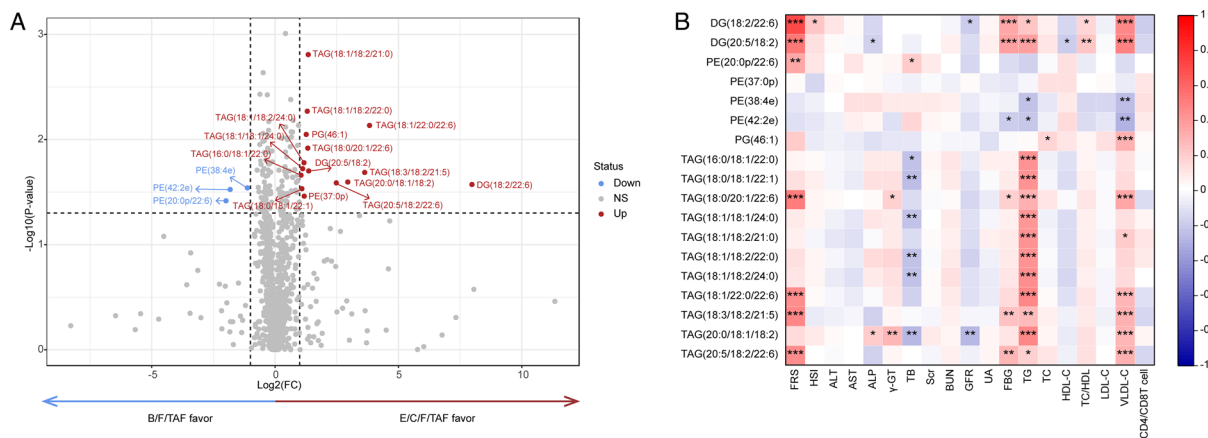 A
3
2
1
0
-Log10(P-value)
TAG(18:1/18:2/21:0)
TAG(18:1/18:2/22:0)
TAG(18:1/18:2/24:0)
TAG(18:1/22:0/22:6)
PG(46:1)
TAG(18:1/18:1/24:0)
TAG(18:0/20:1/22:6)
TAG(16:0/18:1/22:0)
DG(20:5/18:2)
TAG(18:3/18:2/21:5)
PE(38:4e)
TAG(20:0/18:1/18:2)
DG(18:2/22:6)
PE(42:2e)
PE(37:0p)
PE(20:0p/22:6)
TAG(18:0/18:1/22:1)
TAG(20:5/18:2/22:6)
-5
0
5
10
Log2(FC)
B/F/TAF favor
E/C/F/TAF favor
Status
Down
NS
Up
B
DG(18:2/22:6) *** * * *** * * ***
DG(20:5/18:2) *** * *** *** * ** ***
PE(20:0p/22:6) ** *
PE(37:0p)
PE(38:4e) * **
PE(42:2e) * * **
PG(46:1) * ***
TAG(16:0/18:1/22:0) * ***
TAG(18:0/18:1/22:1) ** ***
TAG(18:0/20:1/22:6) *** * * *** ***
TAG(18:1/18:1/24:0) ** ***
TAG(18:1/18:2/21:0) *** *
TAG(18:1/18:2/22:0) ** ***
TAG(18:1/18:2/24:0) ** ***
TAG(18:1/22:0/22:6) *** *** ***
TAG(18:3/18:2/21:5) *** ** ** ***
TAG(20:0/18:1/18:2) * ** ** ** *** ***
TAG(20:5/18:2/22:6) *** ** * ***
FRS
HSI
ALT
AST
ALP
γ-GT
TB
Scr
BUN
GFR
UA
FBG
TG
TC
HDL-C
TC/HDL
LDL-C
VLDL-C
CD4/CD8T cell
1
0.8
0.6
0.4
0.2
0